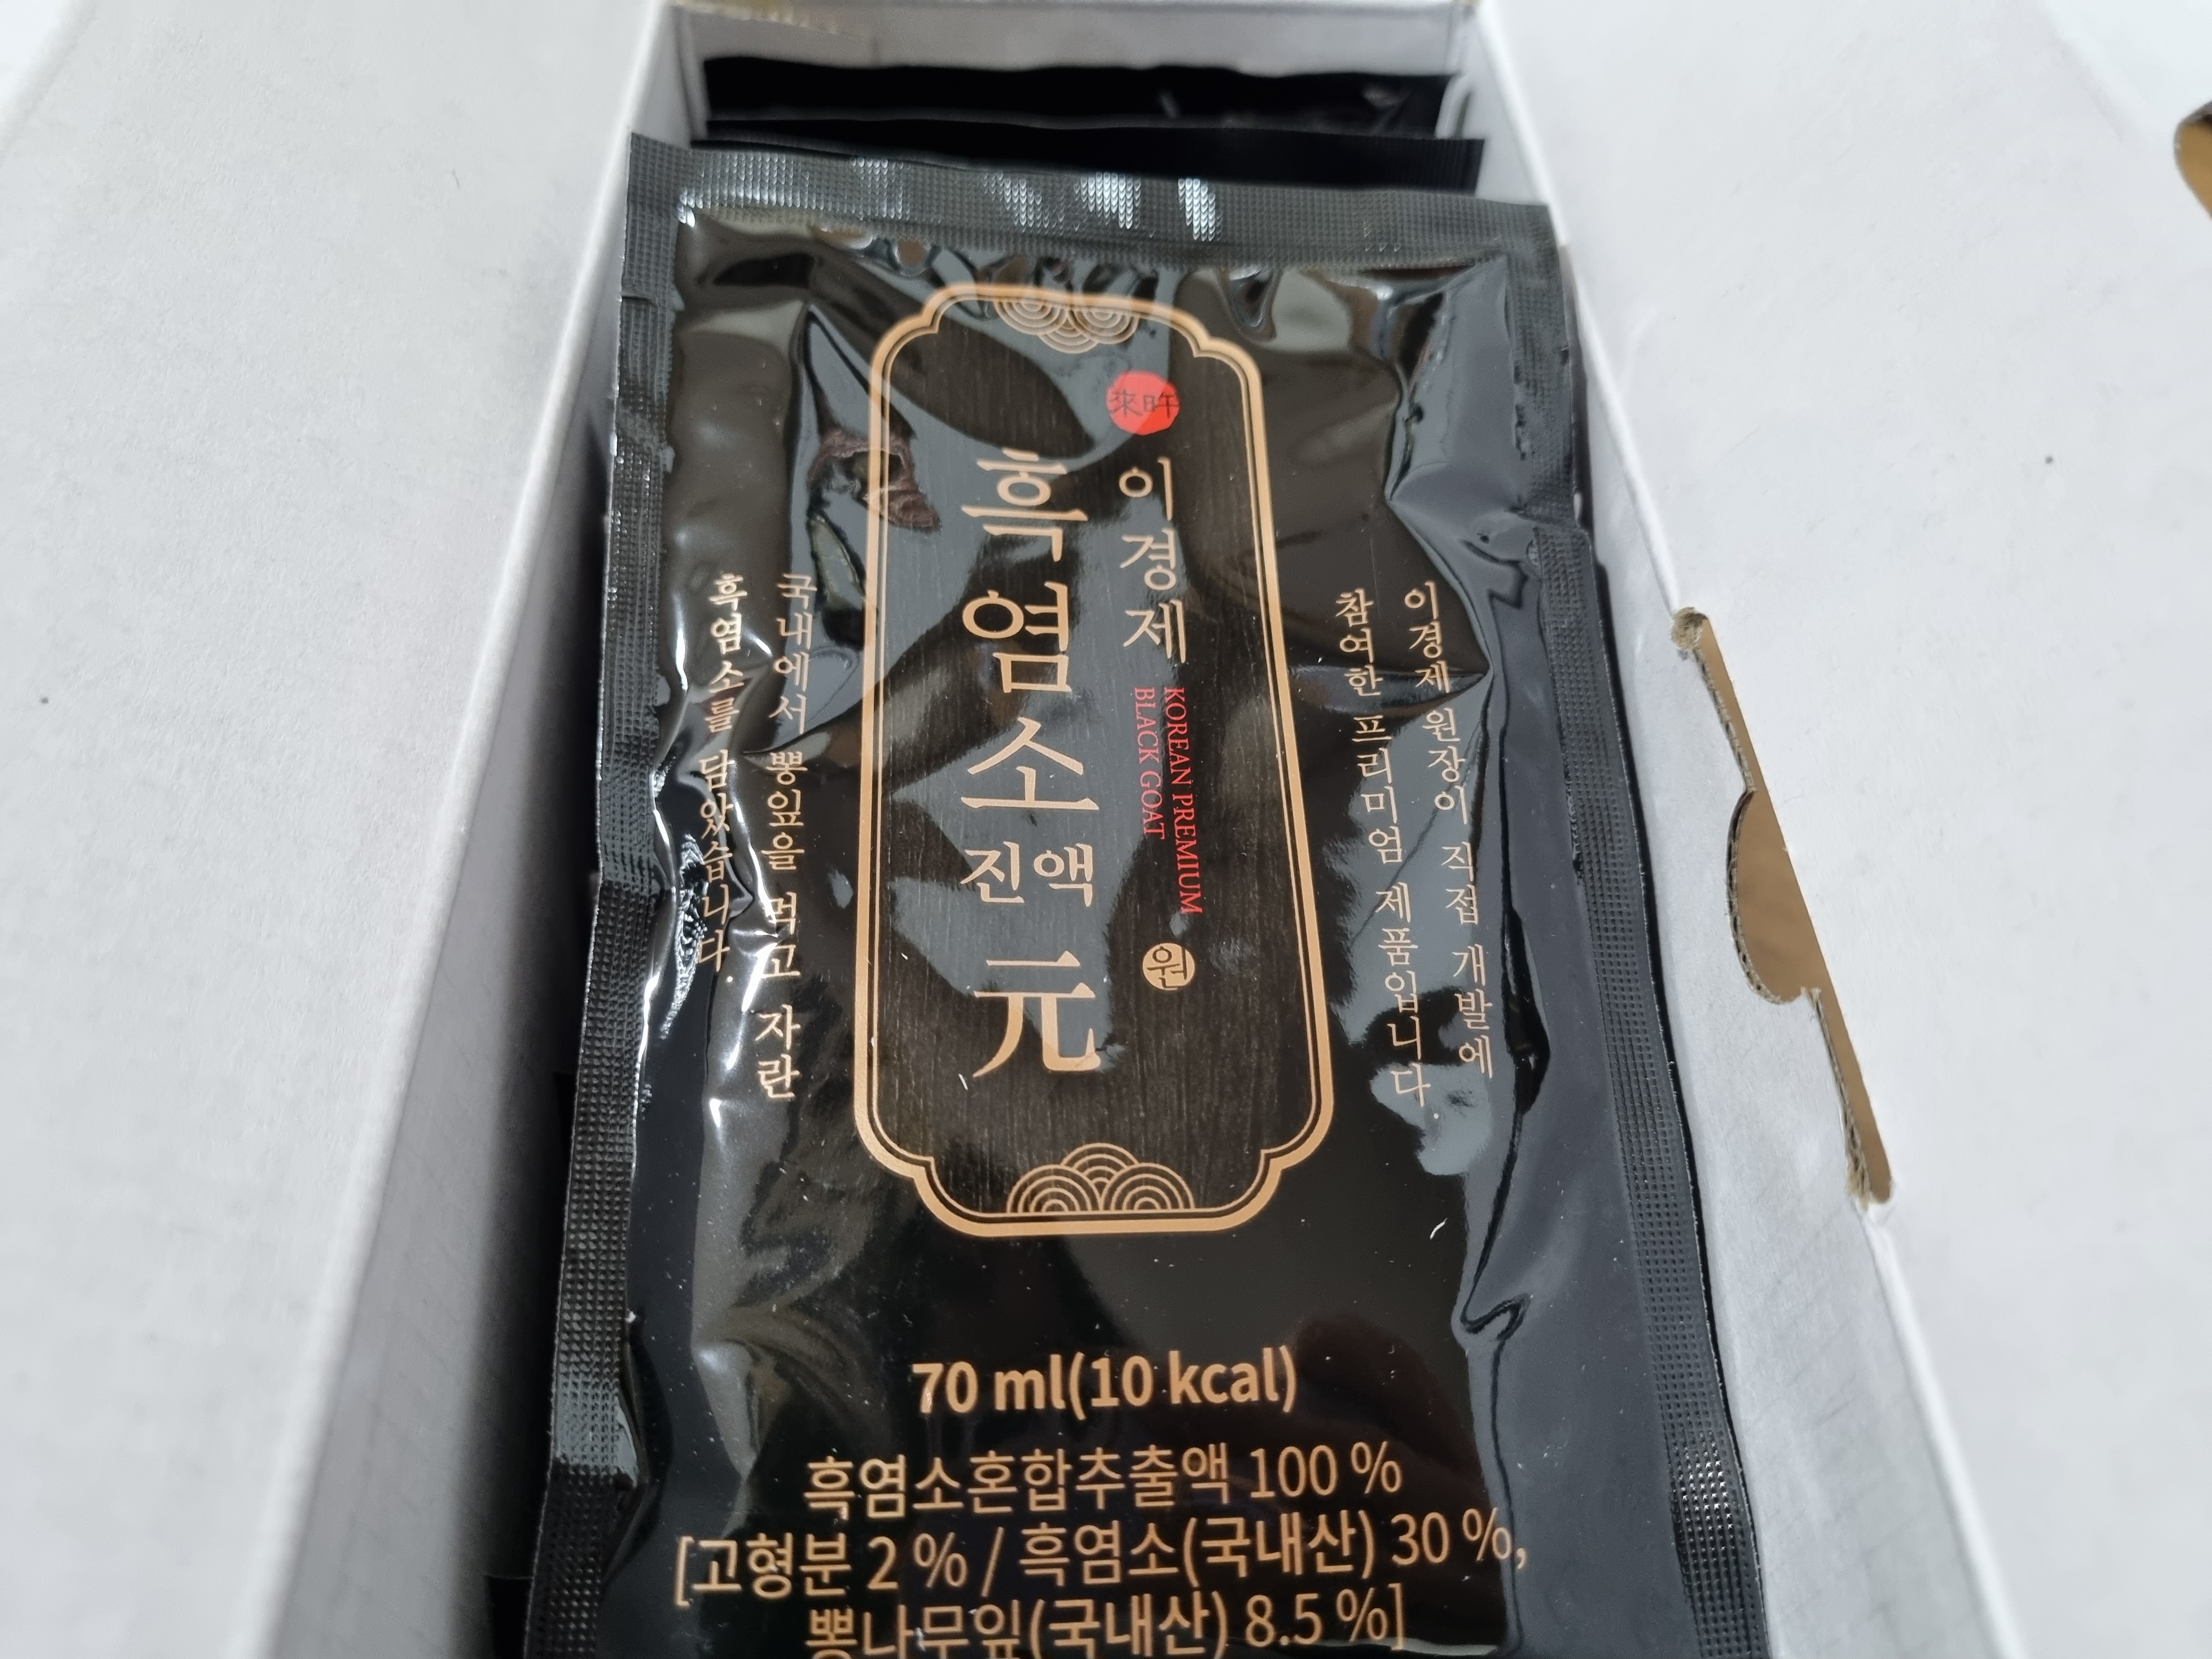 來旿
이경제
KOREAN PREMIUM
BLACK GOAT
원
흑염소진액 元
이경제 원장이 직접 개발에
참여한 프리미엄 제품입니다.
국내에서 뽕잎을 먹고 자란
흑염소를 담았습니다.
70 ml(10 kcal)
흑염소혼합추출액 100 %
[고형분 2 % / 흑염소(국내산) 30 %,
뽕나무잎(국내산) 8.5 %]